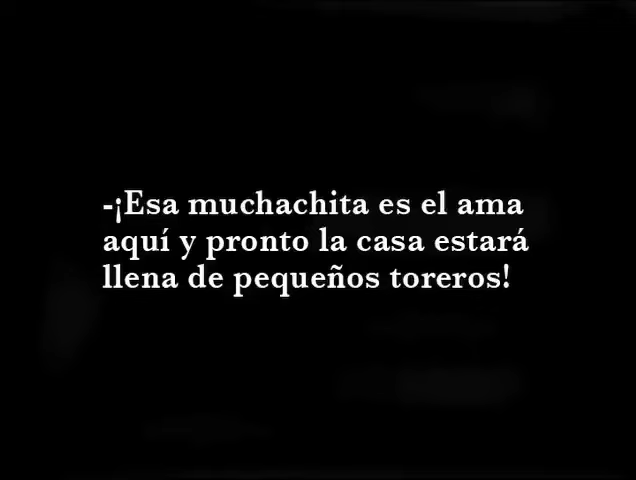 -¡Esa muchachita es el ama
aquí y pronto la casa estará
llena de pequeños toreros!